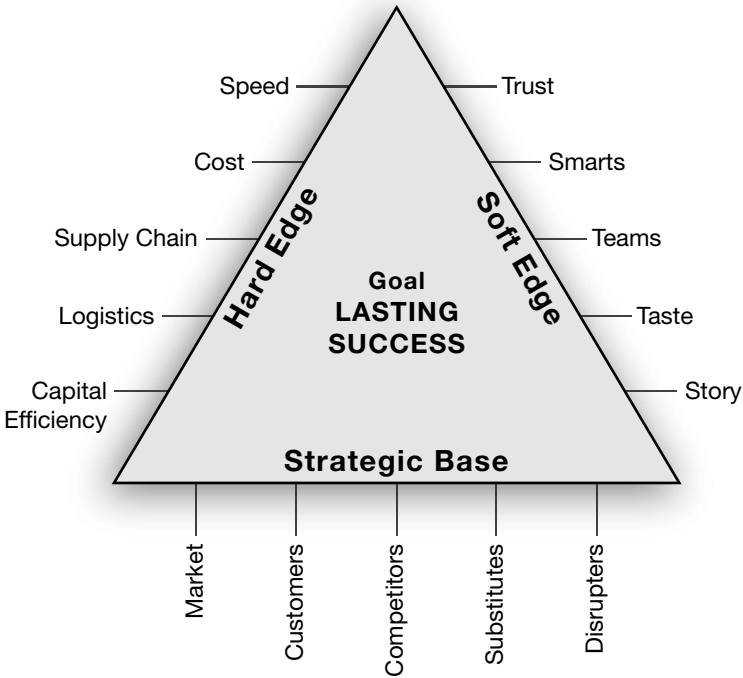 Speed
Trust
Cost
Smarts
Supply Chain
Teams
Logistics
Taste
Capital
Efficiency
Story
Hard Edge
Soft Edge
Goal
LASTING
SUCCESS
Strategic Base
Market
Customers
Competitors
Substitutes
Disrupters